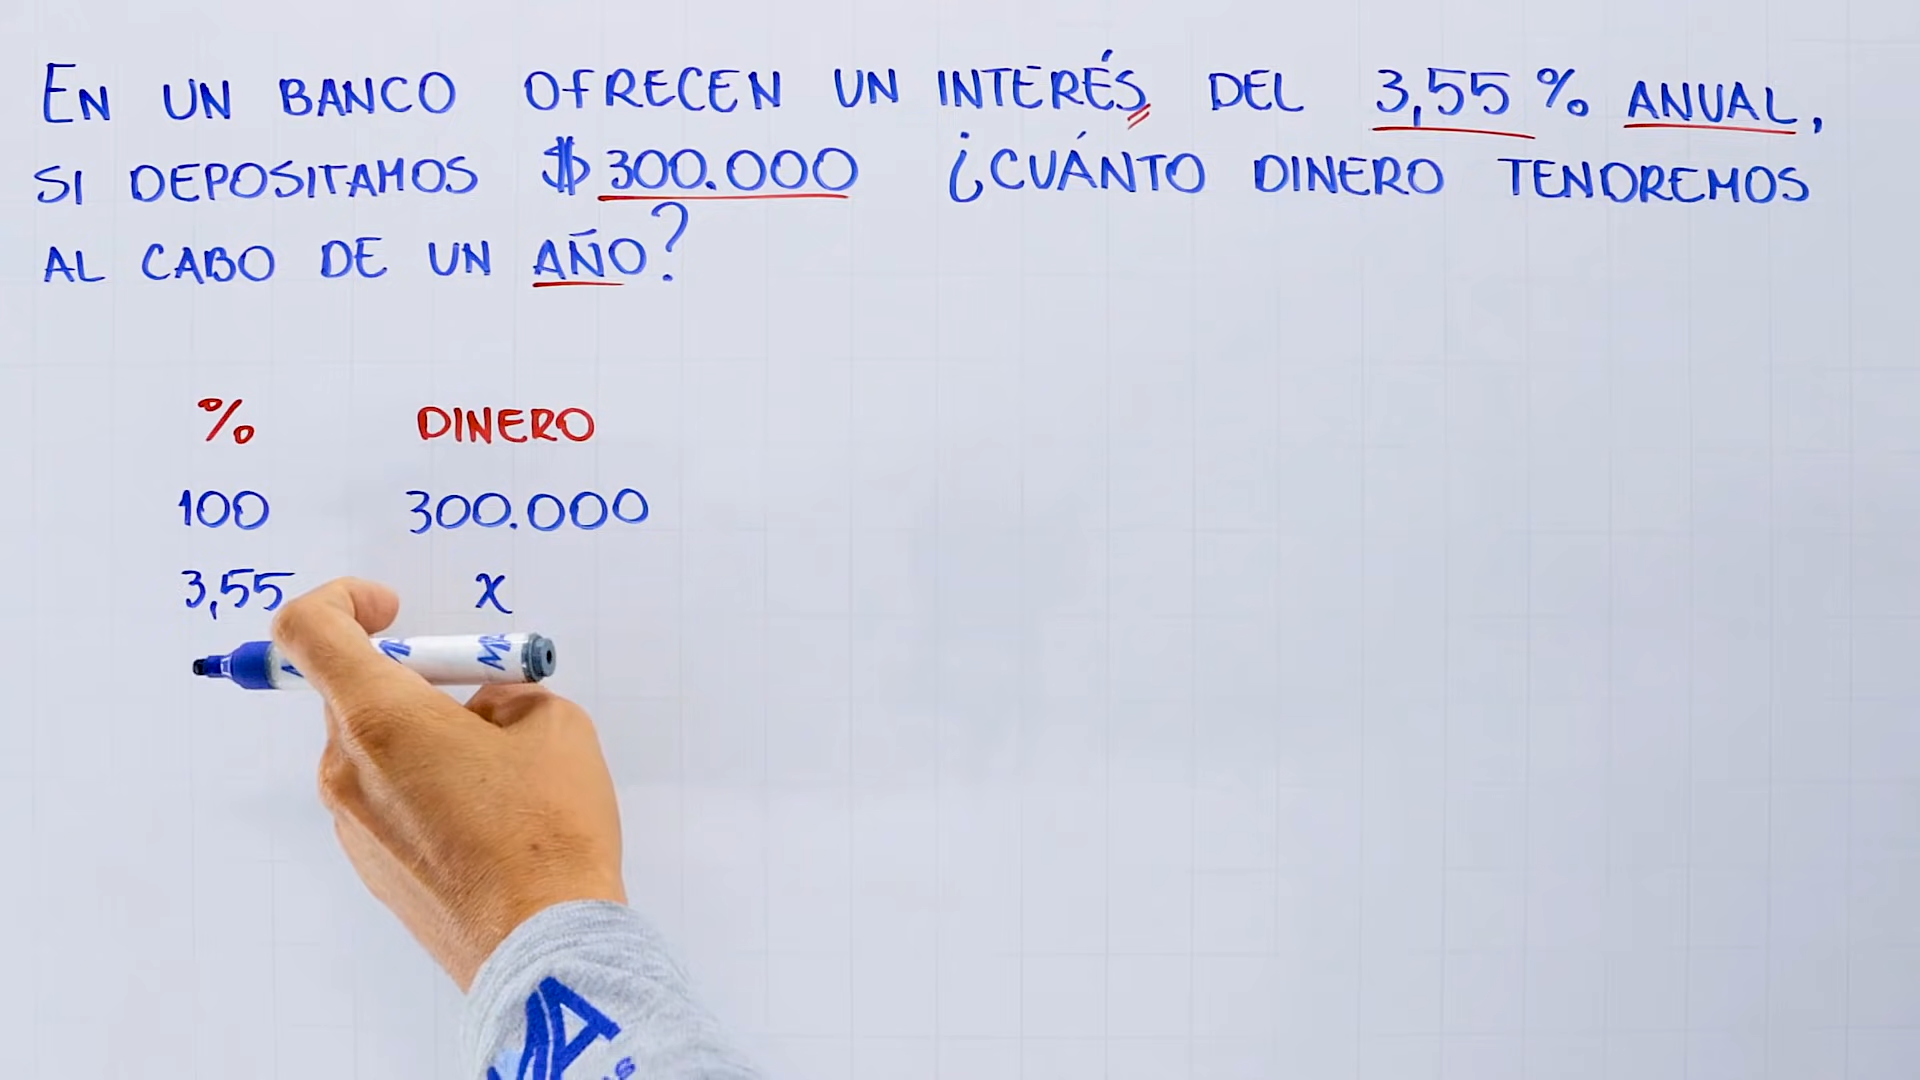 EN UN BANCO OFRECEN UN INTERÉS DEL 3,55 % ANUAL,
SI DEPOSITAMOS $300.000 ¿CUÁNTO DINERO TENDREMOS
AL CABO DE UN AÑO?
% DINERO
100 300.000
3,55 x